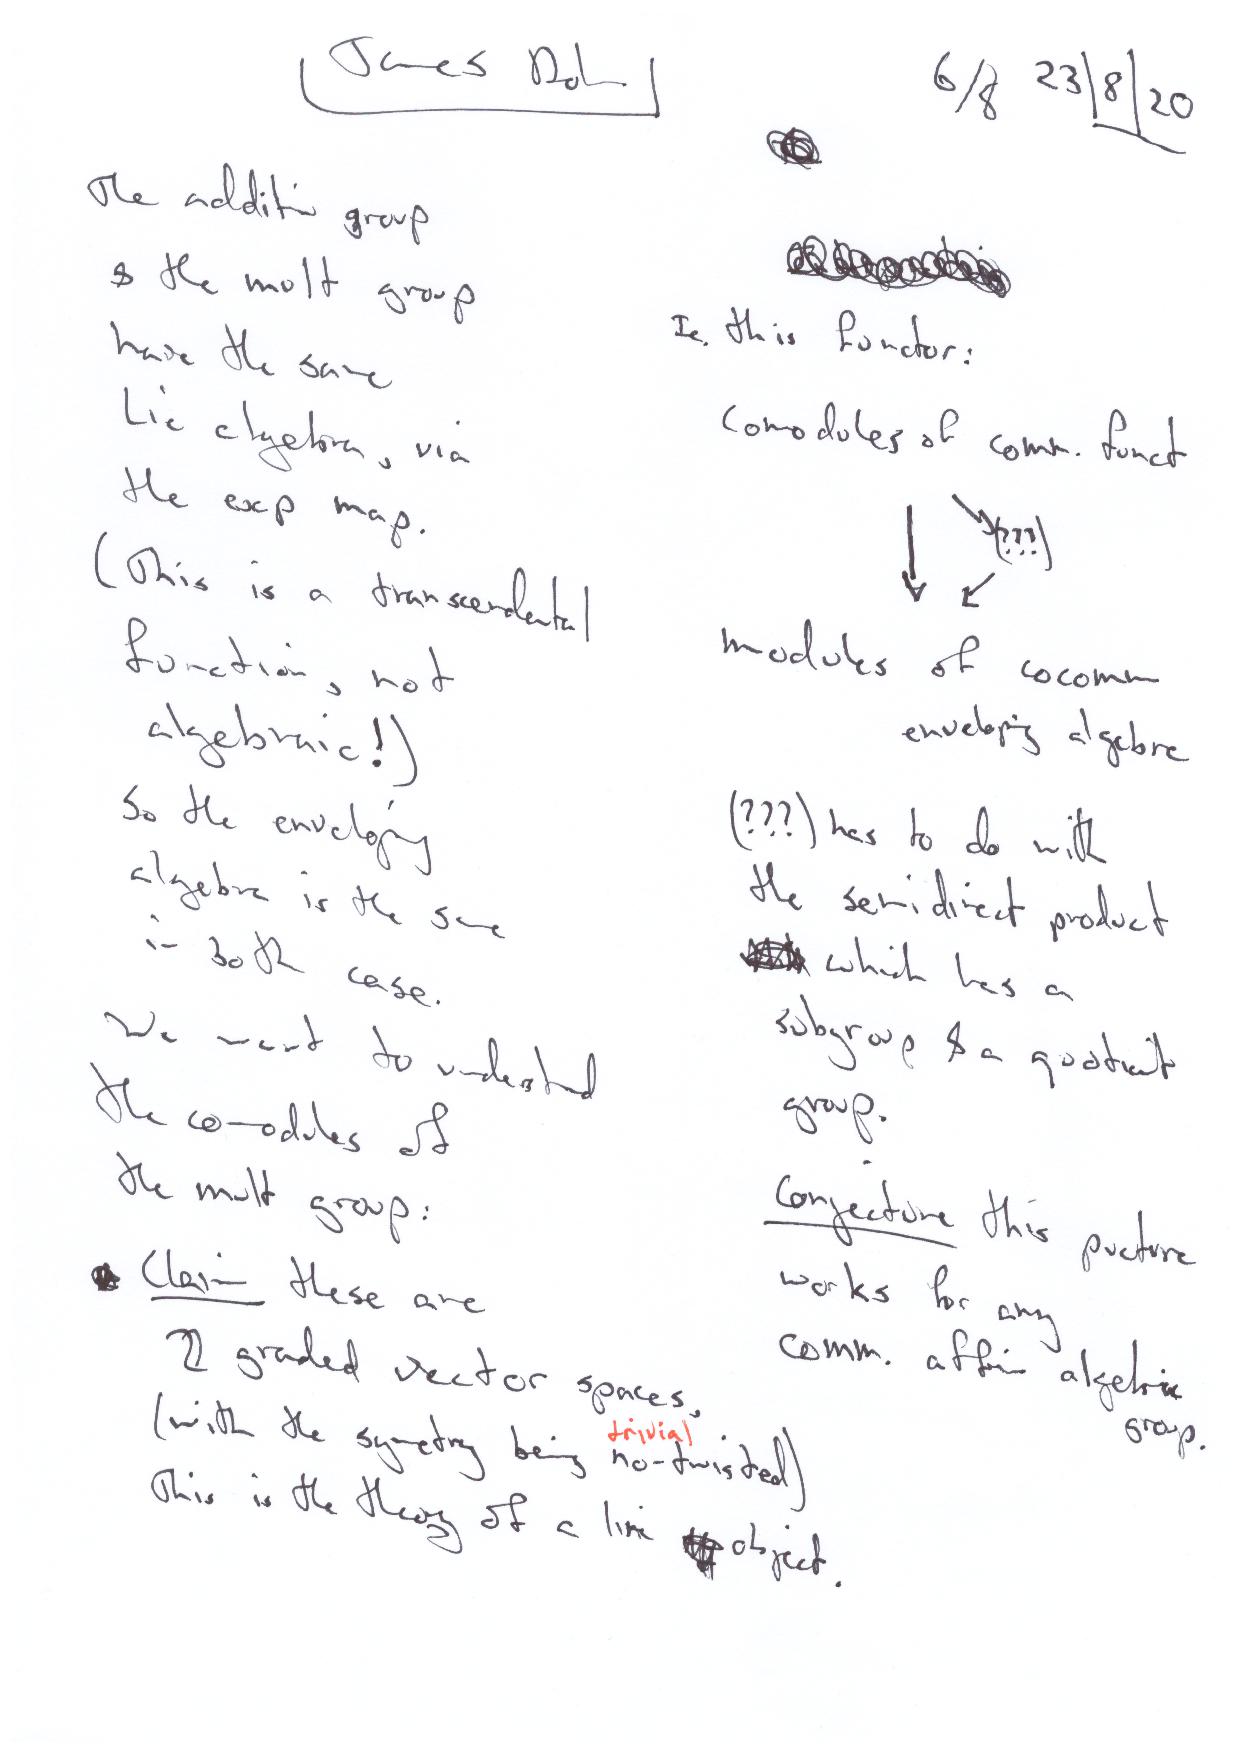 James Dol
6/8 23/8/20
The additiv group
& the mult group
have the same
Lie algebra, via
the exp map.
(This is a transcendental
function, not
algebraic!)
So the enveloping
algebra is the same
in both case.
We want to understand
the comodules of
the mult group:
Claim these are
Z graded vector spaces,
(with the symetry being trivial no-twisted)
This is the theory of a line object.
Ie. this functor:
comodules of comm. funct
(???)
modules of cocomm
enveloping algebra
(???) has to do with
the semidirect product
which has a
subgroup & a quotient
group.
Conjecture this picture
works for any
comm. affin algebraic
group.